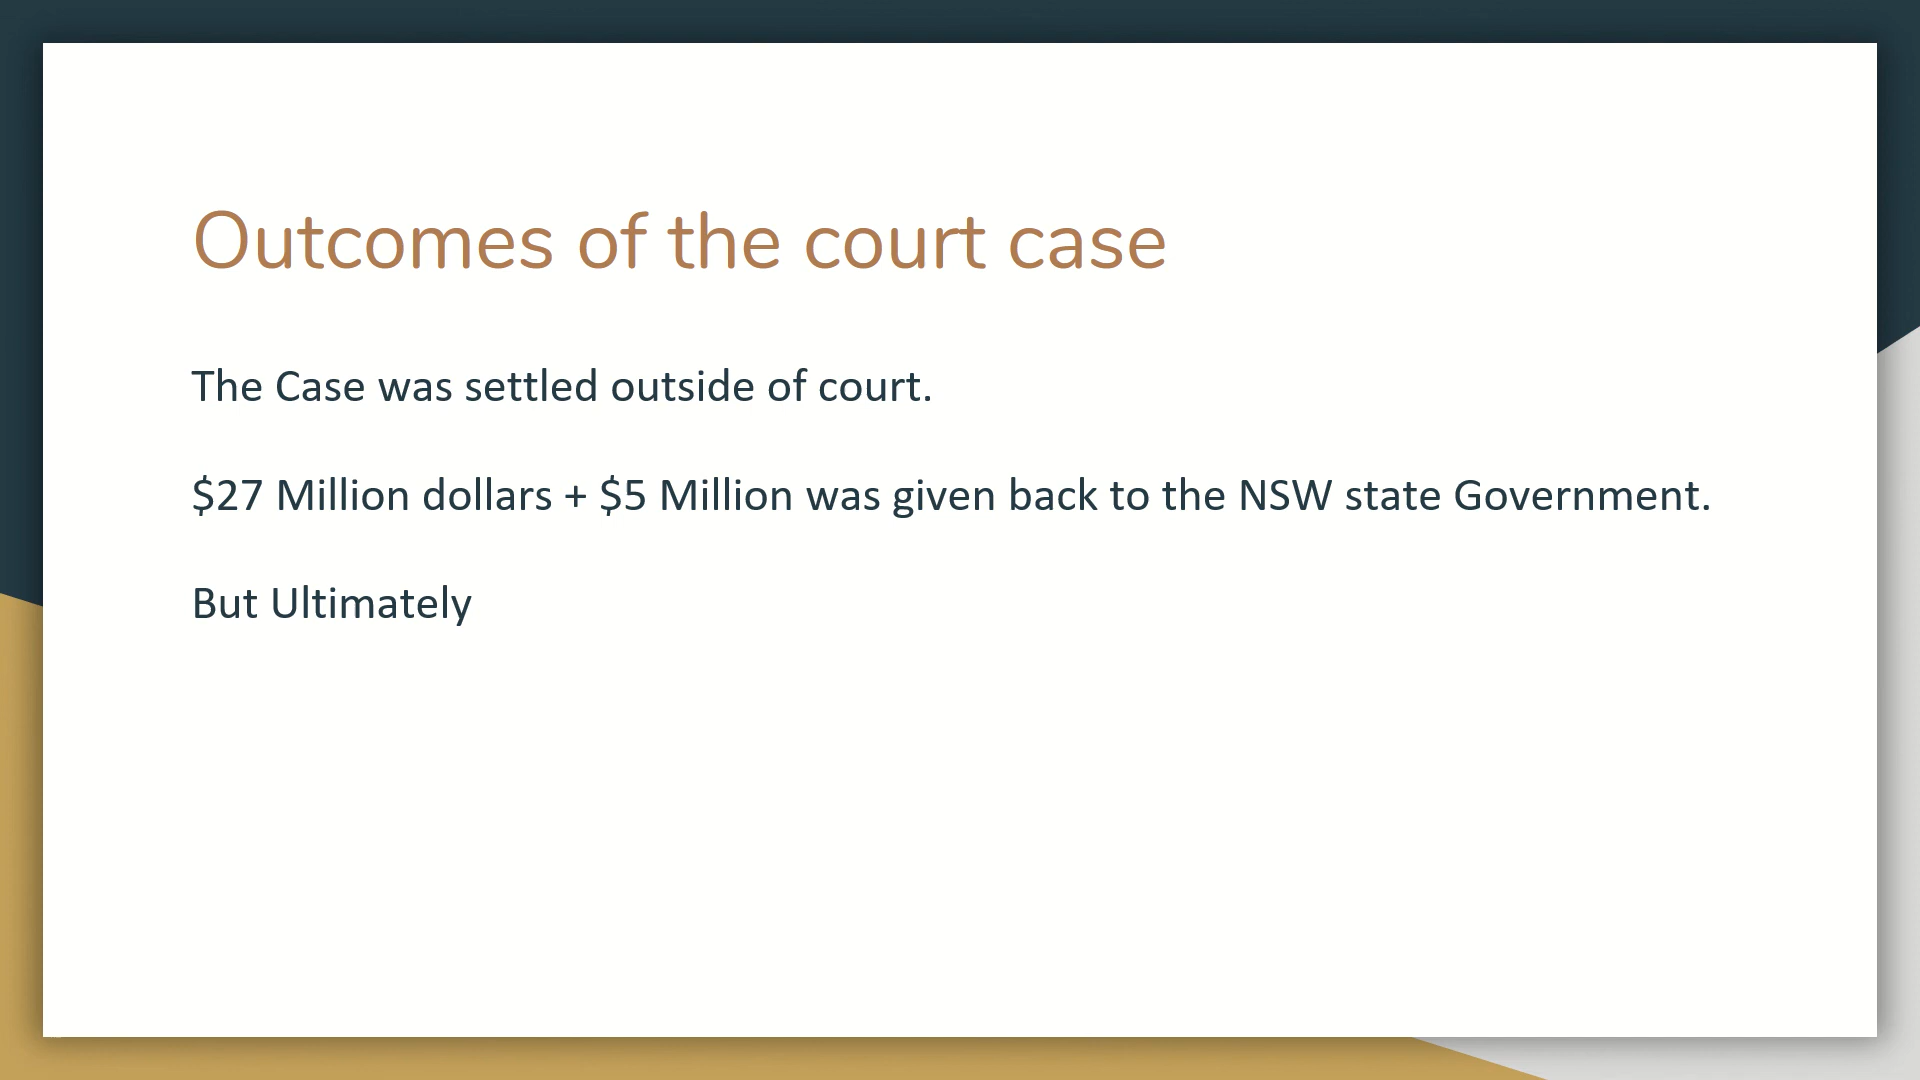 Outcomes of the court case
The Case was settled outside of court.
$27 Million dollars + $5 Million was given back to the NSW state Government.
But Ultimately